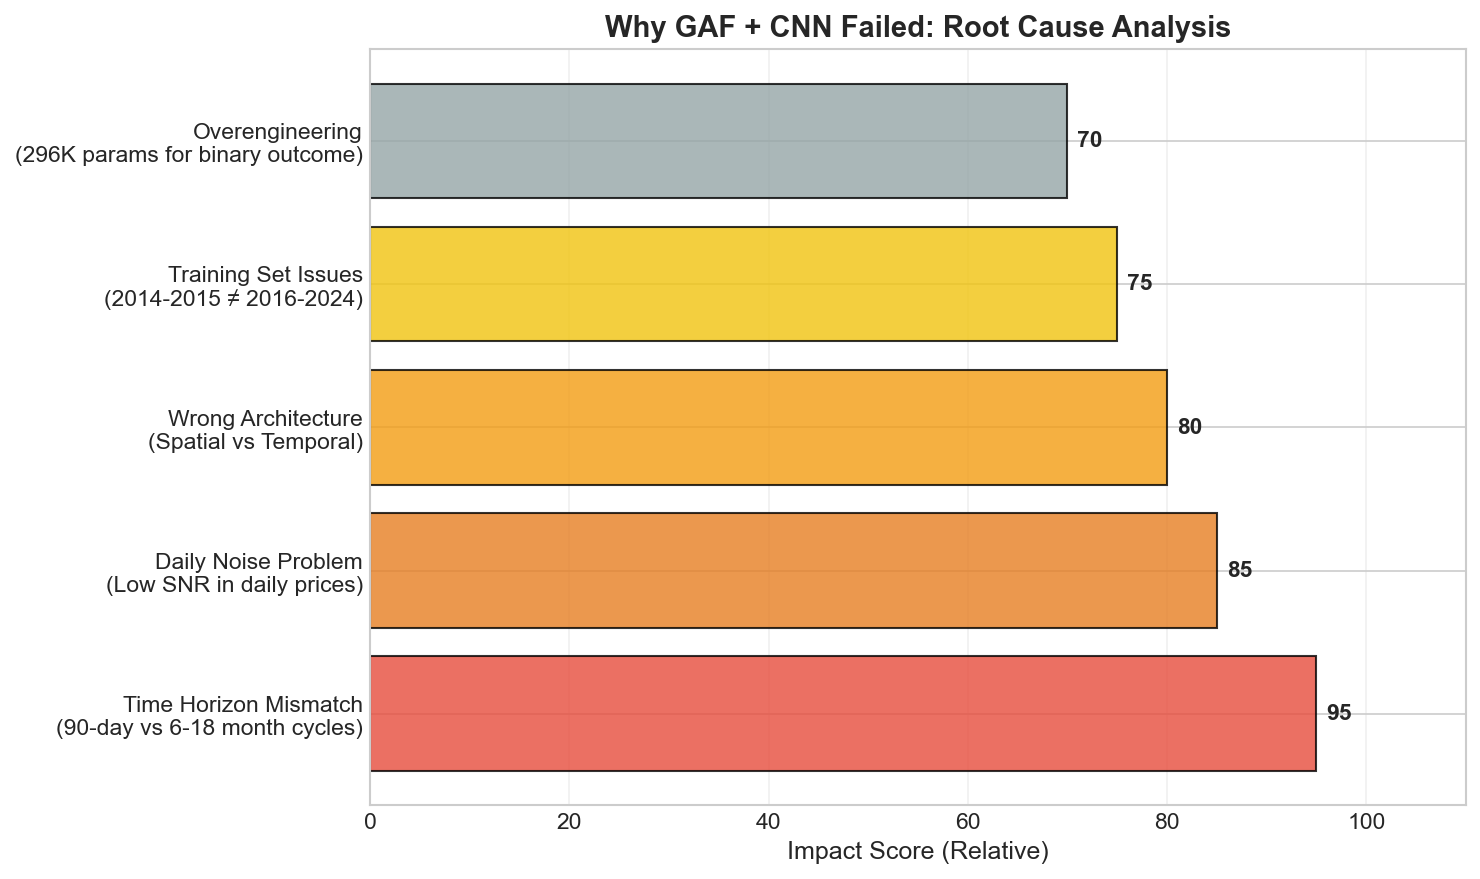 Why GAF + CNN Failed: Root Cause Analysis
Overengineering
(296K params for binary outcome)
70
Training Set Issues
(2014-2015 ≠ 2016-2024)
75
Wrong Architecture
(Spatial vs Temporal)
80
Daily Noise Problem
(Low SNR in daily prices)
85
Time Horizon Mismatch
(90-day vs 6-18 month cycles)
95
0 20 40 60 80 100
Impact Score (Relative)